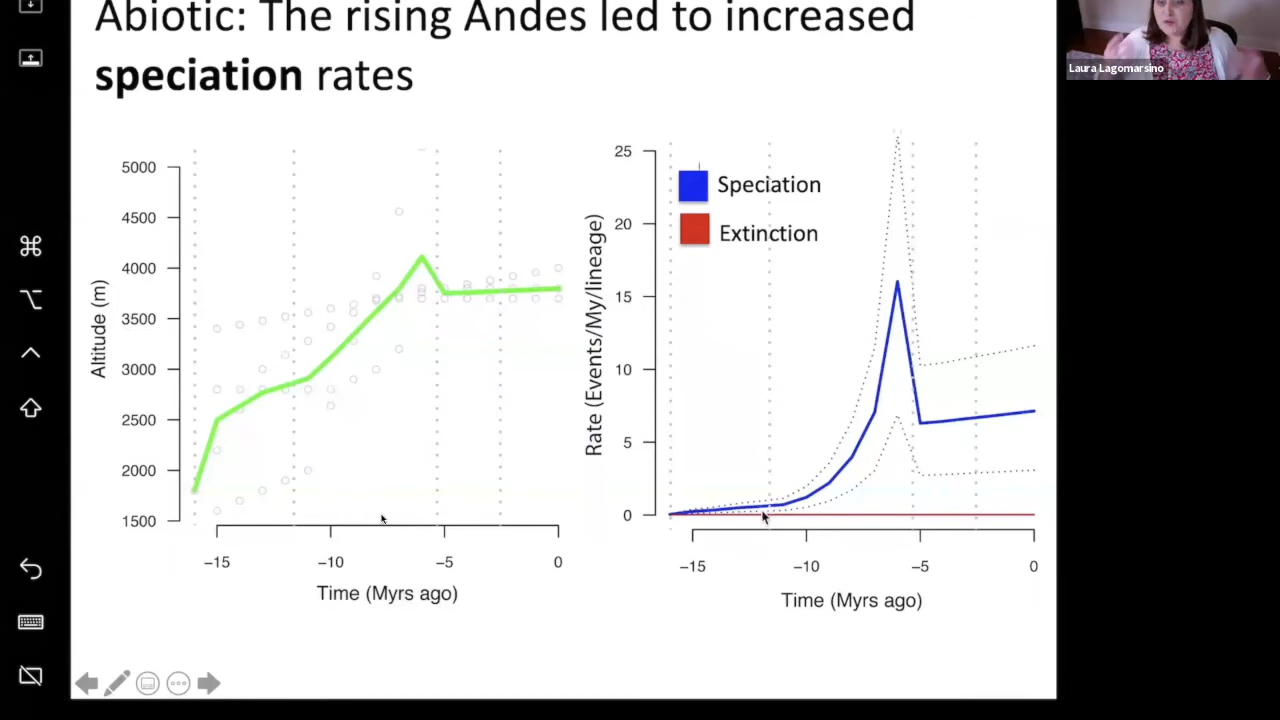 Abiotic: The rising Andes led to increased
speciation rates
Laura Lagomarsino
5000
4500
4000
3500
3000
2500
2000
1500
Altitude (m)
−15
−10
−5
0
Time (Myrs ago)
25
20
15
10
5
0
Rate (Events/My/lineage)
Speciation
Extinction
−15
−10
−5
0
Time (Myrs ago)